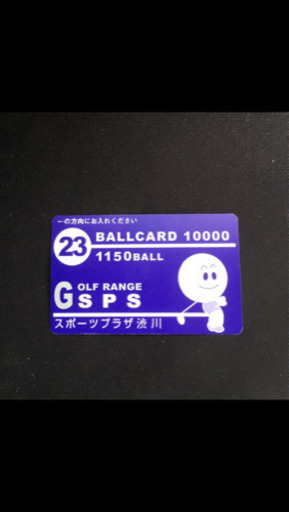 ←の方向にお入れください
23 BALLCARD 10000
1150BALL
GOLF RANGE
SPS
スポーツプラザ渋川